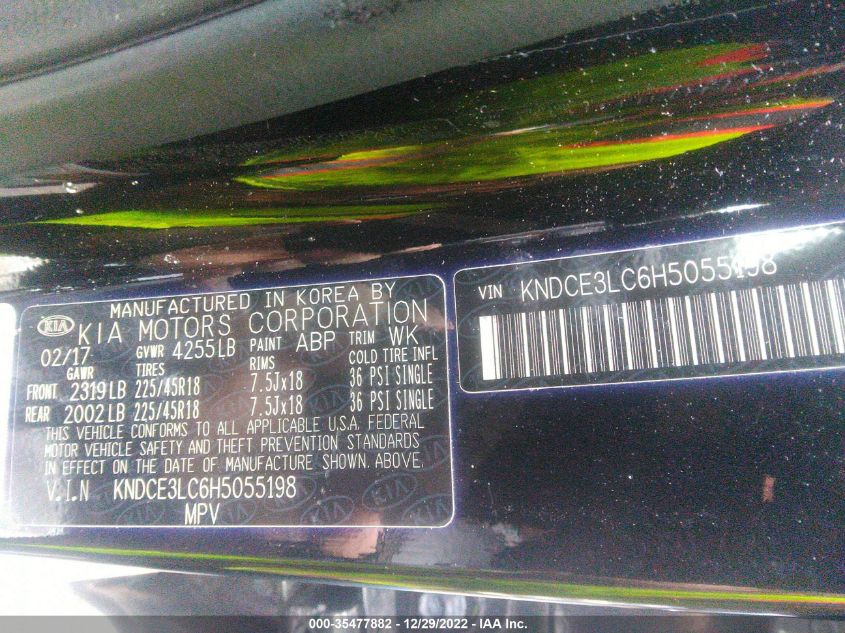 MANUFACTURED IN KOREA BY
KIA KIA MOTORS CORPORATION
02/17 GVWR 4255LB PAINT ABP TRIM WK
GAWR TIRES RIMS COLD TIRE INFL
FRONT 2319LB 225/45R18 7.5Jx18 36 PSI SINGLE
REAR 2002LB 225/45R18 7.5Jx18 36 PSI SINGLE
THIS VEHICLE CONFORMS TO ALL APPLICABLE U.S.A. FEDERAL
MOTOR VEHICLE SAFETY AND THEFT PREVENTION STANDARDS
IN EFFECT ON THE DATE OF MANUFACTURE SHOWN. ABOVE.
V.I.N KNDCE3LC6H5055198
MPV
VIN KNDCE3LC6H5055198
000-35477882 - 12/29/2022 - IAA Inc.